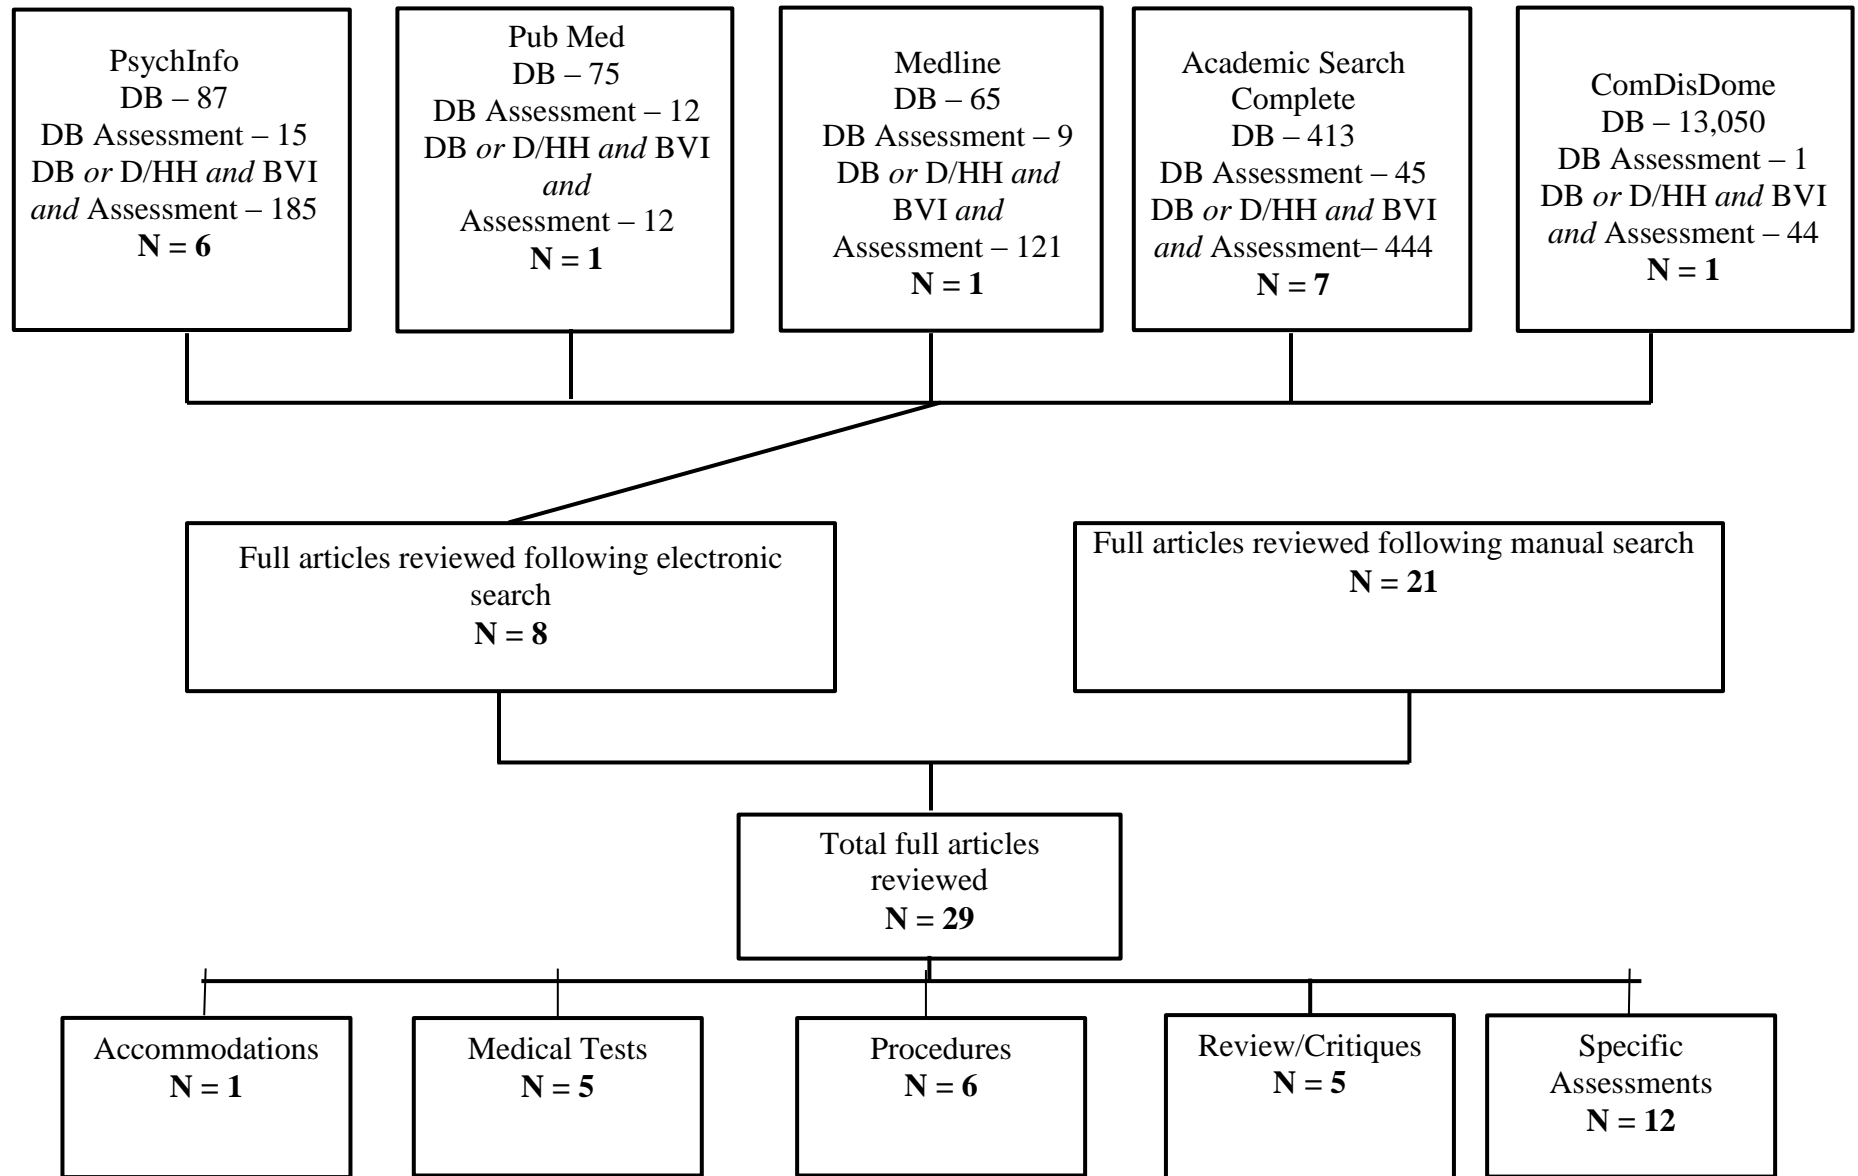 PsychInfo
DB – 87
DB Assessment – 15
DB or D/HH and BVI
and Assessment – 185
N = 6
Pub Med
DB – 75
DB Assessment – 12
DB or D/HH and BVI
and
Assessment – 12
N = 1
Medline
DB – 65
DB Assessment – 9
DB or D/HH and
BVI and
Assessment – 121
N = 1
Academic Search
Complete
DB – 413
DB Assessment – 45
DB or D/HH and BVI
and Assessment– 444
N = 7
ComDisDome
DB – 13,050
DB Assessment – 1
DB or D/HH and BVI
and Assessment – 44
N = 1
Full articles reviewed following electronic
search
N = 8
Full articles reviewed following manual search
N = 21
Total full articles
reviewed
N = 29
Accommodations
N = 1
Medical Tests
N = 5
Procedures
N = 6
Review/Critiques
N = 5
Specific
Assessments
N = 12